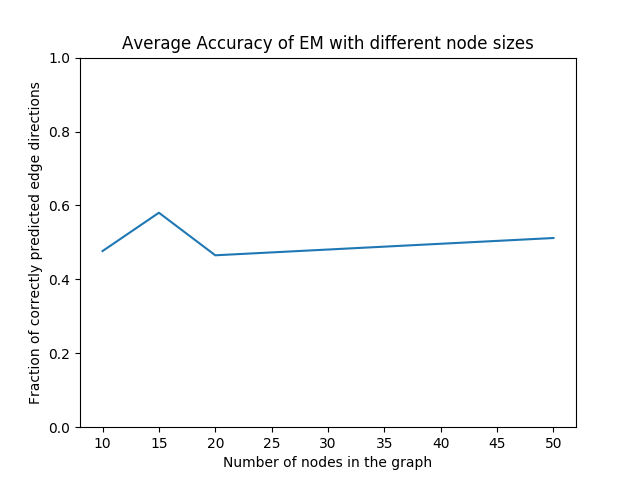 Average Accuracy of EM with different node sizes
Fraction of correctly predicted edge directions
1.0
0.8
0.6
0.4
0.2
0.0
10 15 20 25 30 35 40 45 50
Number of nodes in the graph